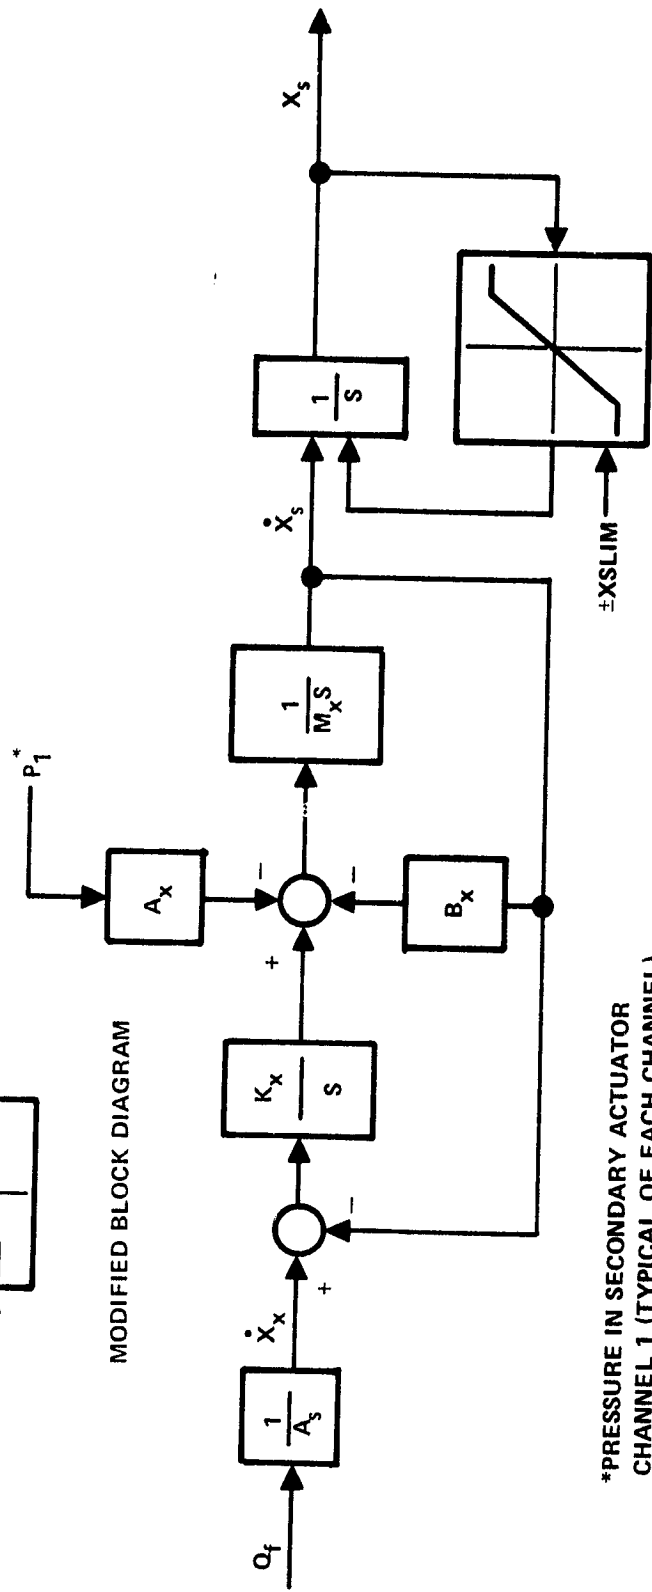 MODIFIED BLOCK DIAGRAM
P1*
Ax
Qf
1
As
Ẋx
+
−
Kx
S
+
−
−
Bx
1
MxS
Ẋs
1
S
Xs
±XSLIM
*PRESSURE IN SECONDARY ACTUATOR
CHANNEL 1 (TYPICAL OF EACH CHANNEL)